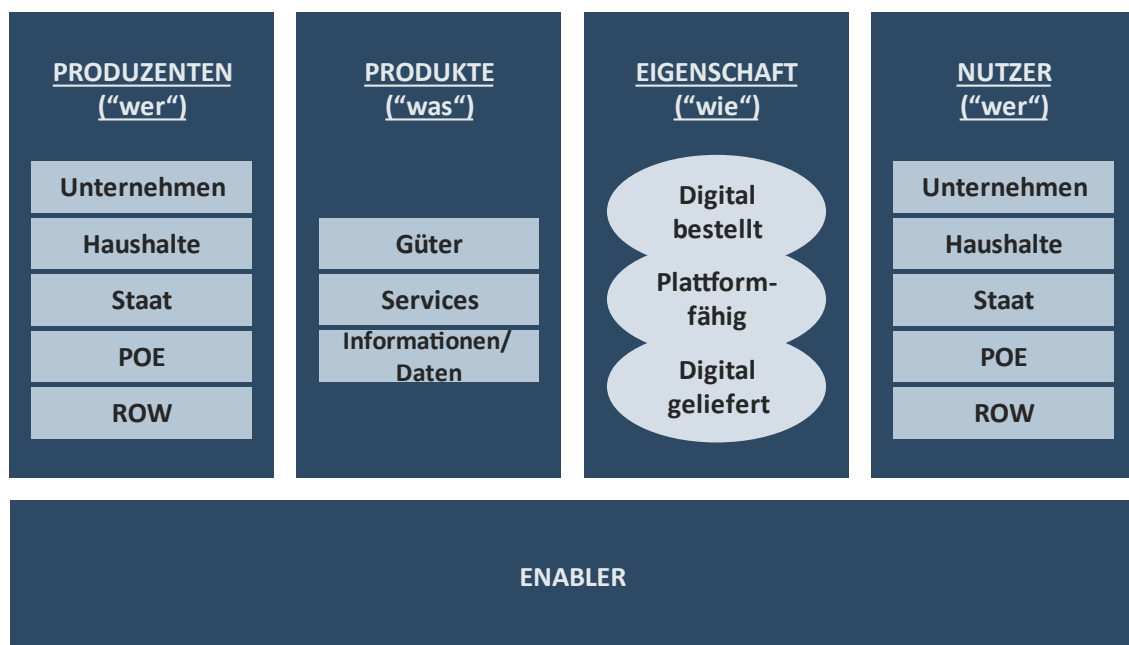 PRODUZENTEN
(“wer“)
Unternehmen
Haushalte
Staat
POE
ROW
PRODUKTE
(“was“)
Güter
Services
Informationen/
Daten
EIGENSCHAFT
(“wie“)
Digital
bestellt
Plattform-
fähig
Digital
geliefert
NUTZER
(“wer“)
Unternehmen
Haushalte
Staat
POE
ROW
ENABLER